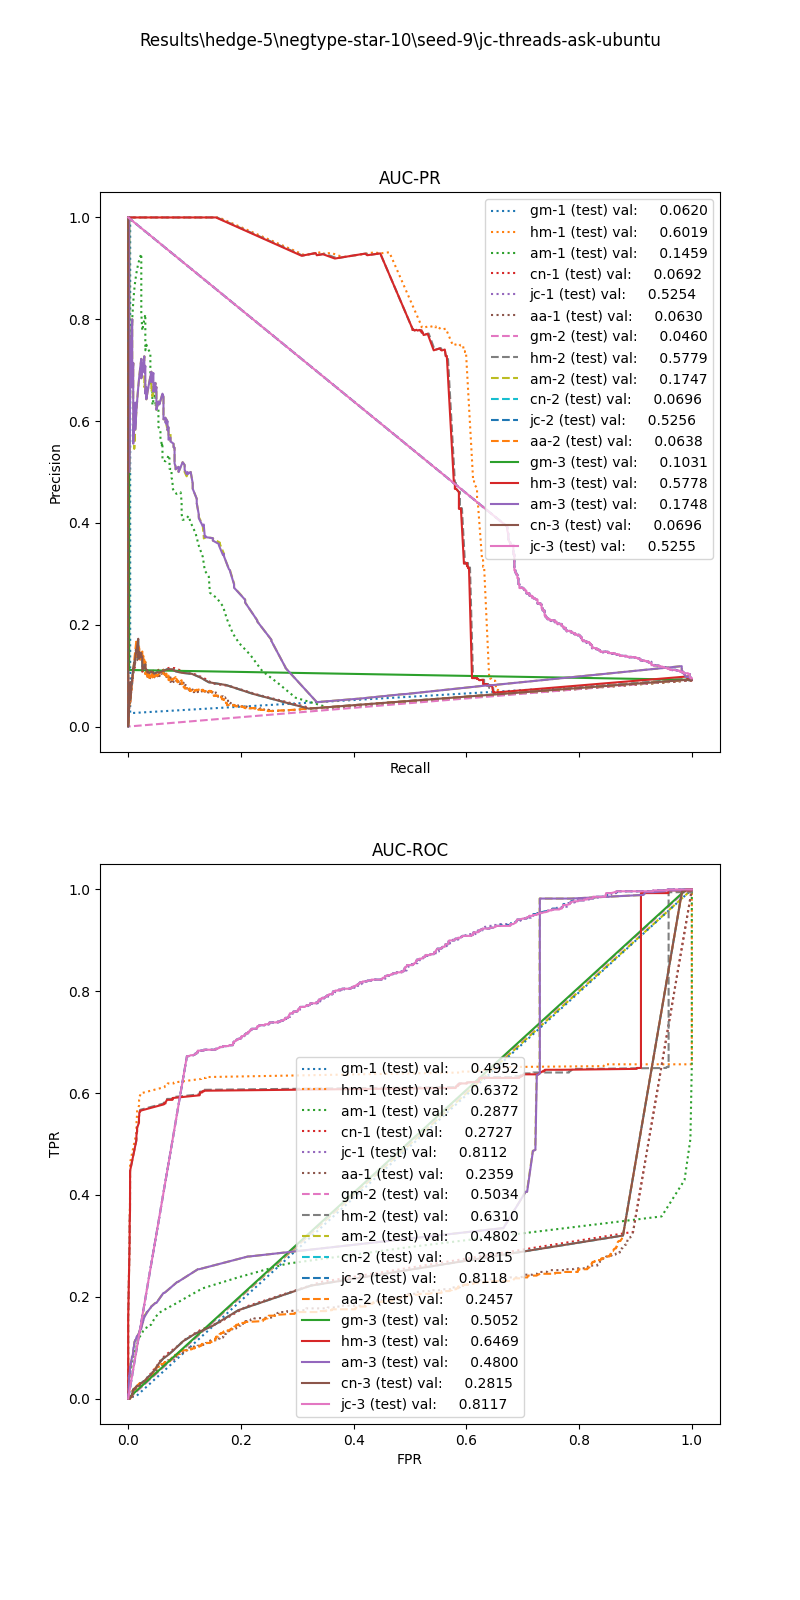 Results\hedge-5\negtype-star-10\seed-9\jc-threads-ask-ubuntu
AUC-PR
1.0
0.8
0.6
0.4
0.2
0.0
Precision
Recall
gm-1 (test) val: 0.0620
hm-1 (test) val: 0.6019
am-1 (test) val: 0.1459
cn-1 (test) val: 0.0692
jc-1 (test) val: 0.5254
aa-1 (test) val: 0.0630
gm-2 (test) val: 0.0460
hm-2 (test) val: 0.5779
am-2 (test) val: 0.1747
cn-2 (test) val: 0.0696
jc-2 (test) val: 0.5256
aa-2 (test) val: 0.0638
gm-3 (test) val: 0.1031
hm-3 (test) val: 0.5778
am-3 (test) val: 0.1748
cn-3 (test) val: 0.0696
jc-3 (test) val: 0.5255
AUC-ROC
1.0
0.8
0.6
0.4
0.2
0.0
TPR
gm-1 (test) val: 0.4952
hm-1 (test) val: 0.6372
am-1 (test) val: 0.2877
cn-1 (test) val: 0.2727
jc-1 (test) val: 0.8112
aa-1 (test) val: 0.2359
gm-2 (test) val: 0.5034
hm-2 (test) val: 0.6310
am-2 (test) val: 0.4802
cn-2 (test) val: 0.2815
jc-2 (test) val: 0.8118
aa-2 (test) val: 0.2457
gm-3 (test) val: 0.5052
hm-3 (test) val: 0.6469
am-3 (test) val: 0.4800
cn-3 (test) val: 0.2815
jc-3 (test) val: 0.8117
0.0 0.2 0.4 0.6 0.8 1.0
FPR